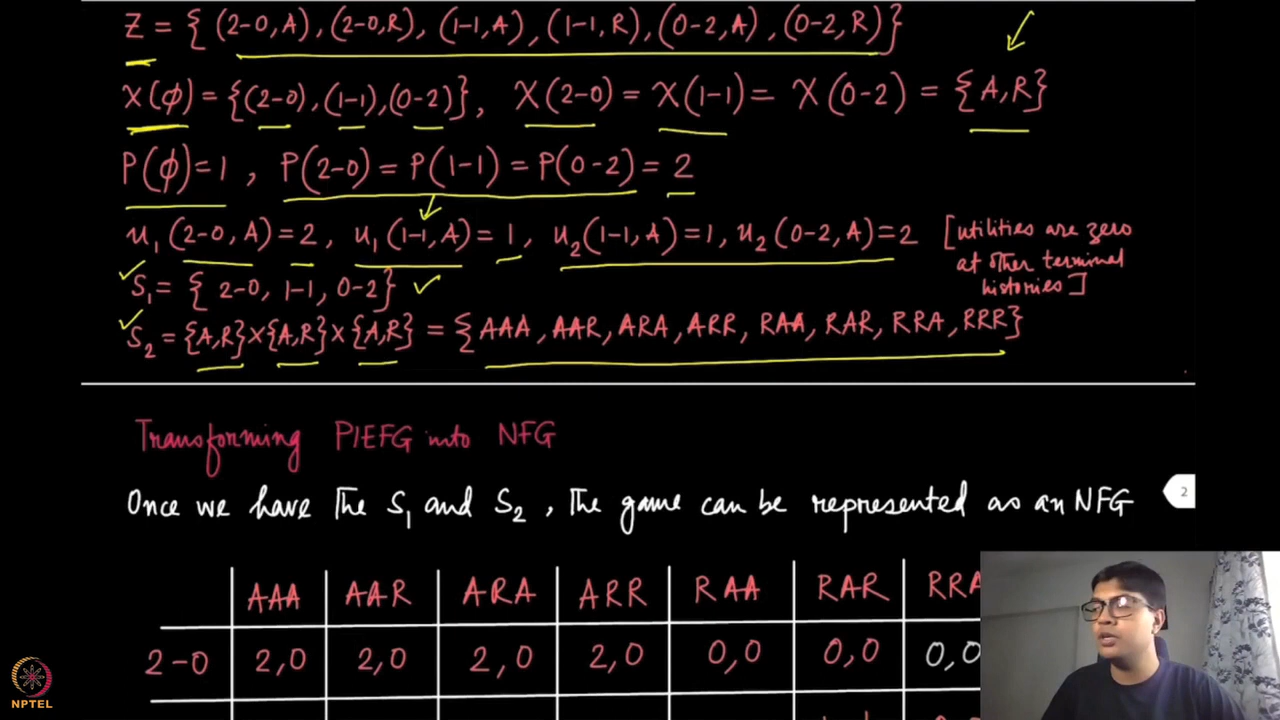 Z = { (2-0,A), (2-0,R), (1-1,A), (1-1,R), (0-2,A), (0-2,R)}
X(φ) = {(2-0),(1-1),(0-2)}, X(2-0) = X(1-1) = X(0-2) = {A,R}
P(φ)=1, P(2-0) = P(1-1) = P(0-2) = 2
u₁(2-0,A)=2, u₁(1-1,A)=1, u₂(1-1,A)=1, u₂(0-2,A)=2 [utilities are zero
at other terminal
histories]
S₁= { 2-0, 1-1, 0-2}
S₂ = {A,R}×{A,R}×{A,R} = {AAA, AAR, ARA, ARR, RAA, RAR, RRA, RRR}
Transforming PIEFG into NFG
Once we have the S₁ and S₂, the game can be represented as an NFG
2
AAA AAR ARA ARR RAA RAR RRA
2-0 2,0 2,0 2,0 2,0 0,0 0,0 0,0
NPTEL